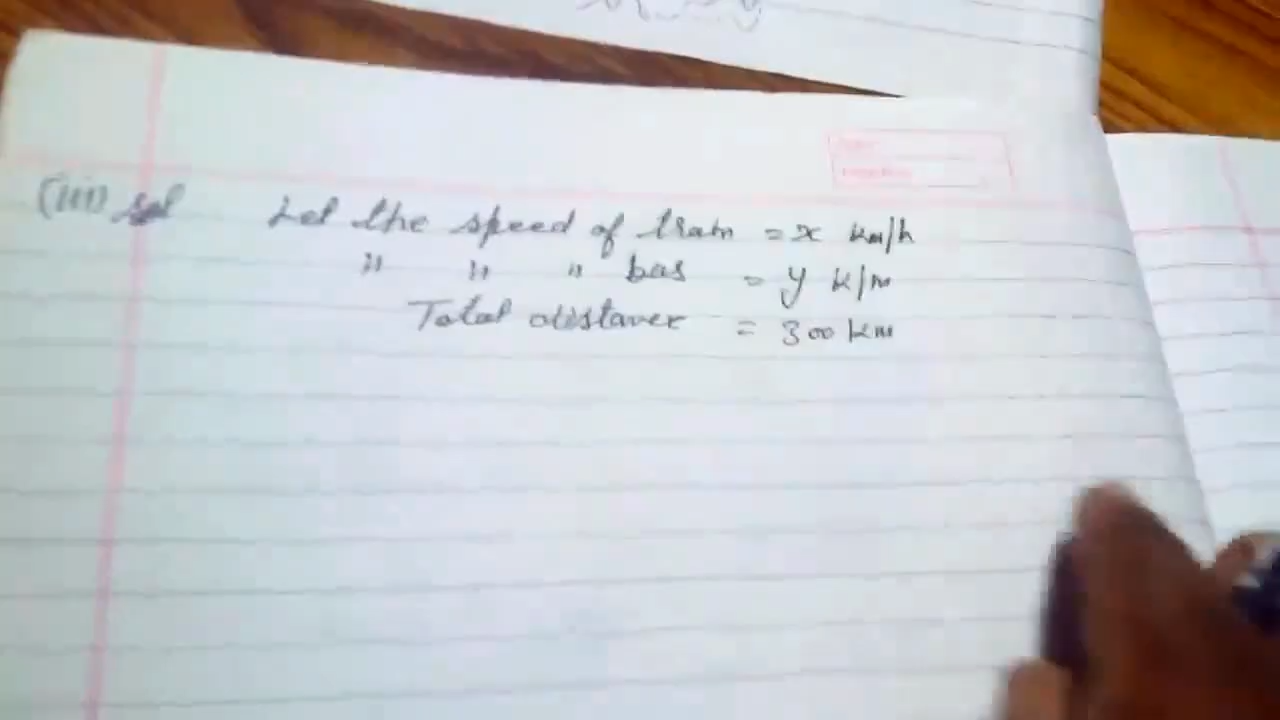 (iii) sol Let the speed of train = x km/h
" " " bus = y k/m
Total distance = 300 km